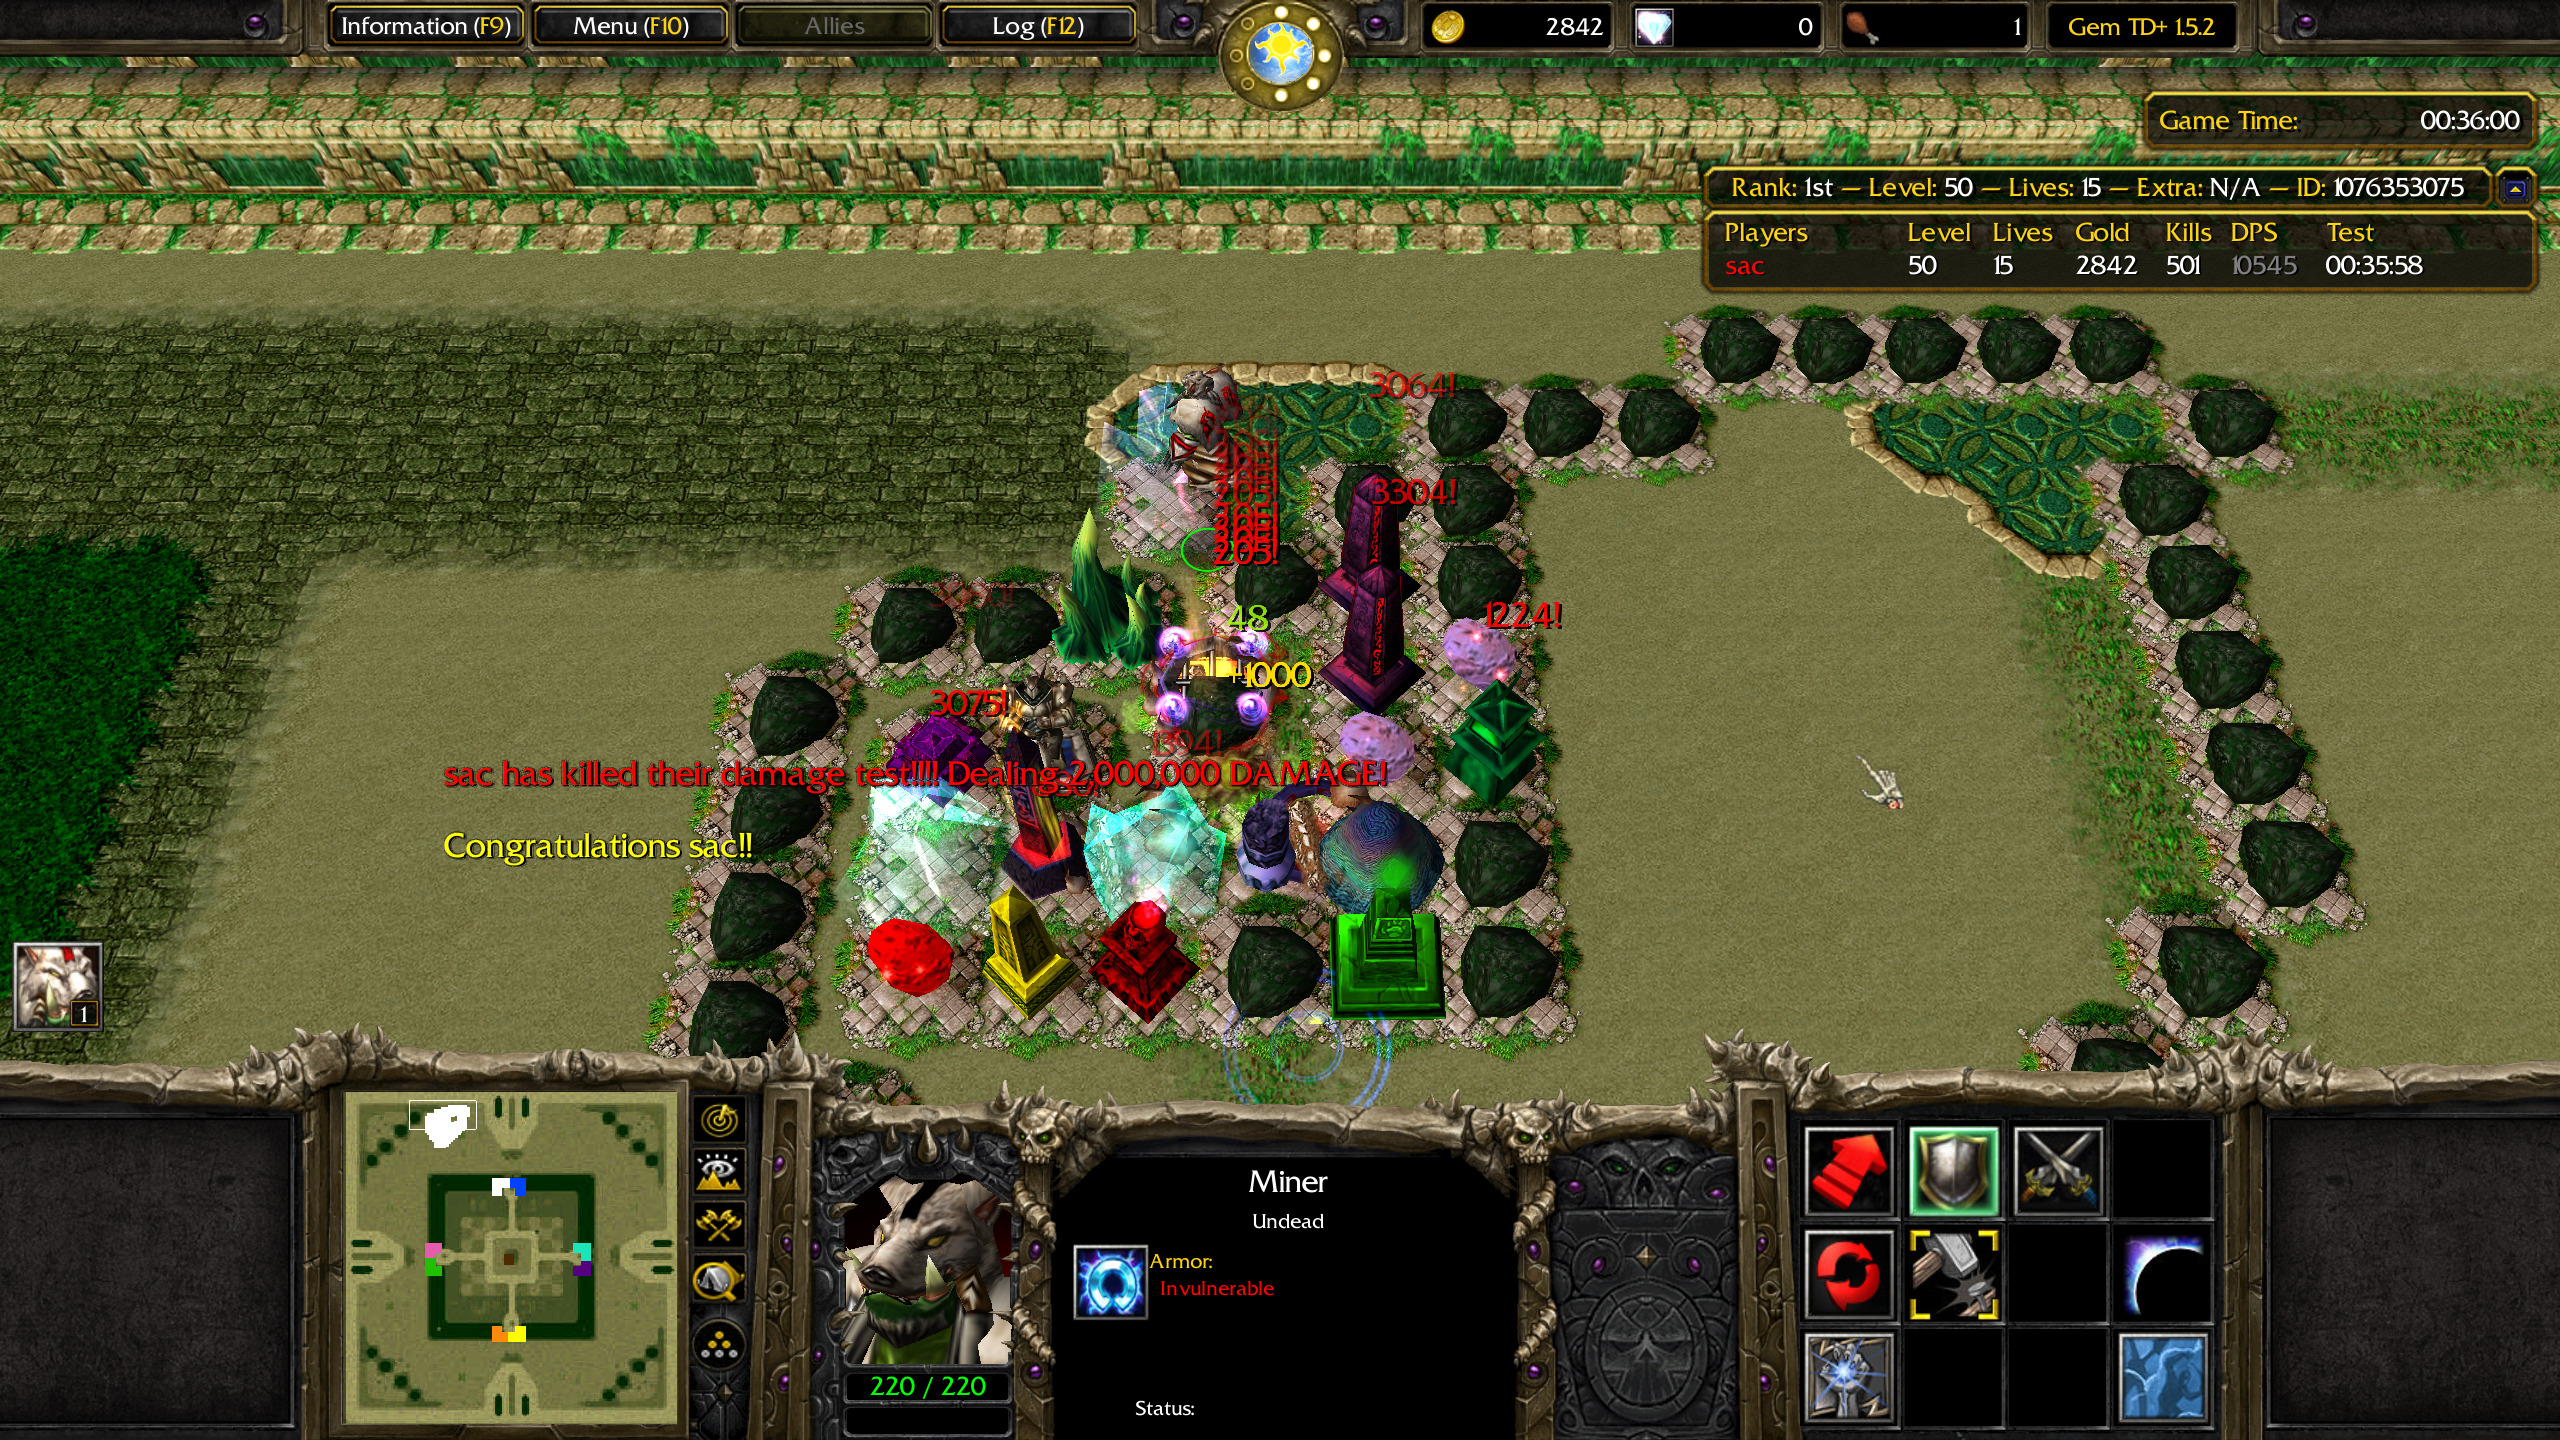 Information (F9) Menu (F10) Allies Log (F12) 2842 0 1 Gem TD+ 1.5.2
Game Time: 00:36:00
Rank: 1st – Level: 50 – Lives: 15 – Extra: N/A – ID: 1076353075
Players Level Lives Gold Kills DPS Test
sac 50 15 2842 501 10545 00:35:58
3064!
3304!
205!
205!
1224!
48
+1000
3075!
1394!
sac has killed their damage test!!!! Dealing 2,000,000 DAMAGE!
Congratulations sac!!
1
Miner
Undead
Armor:
Invulnerable
220 / 220
Status: